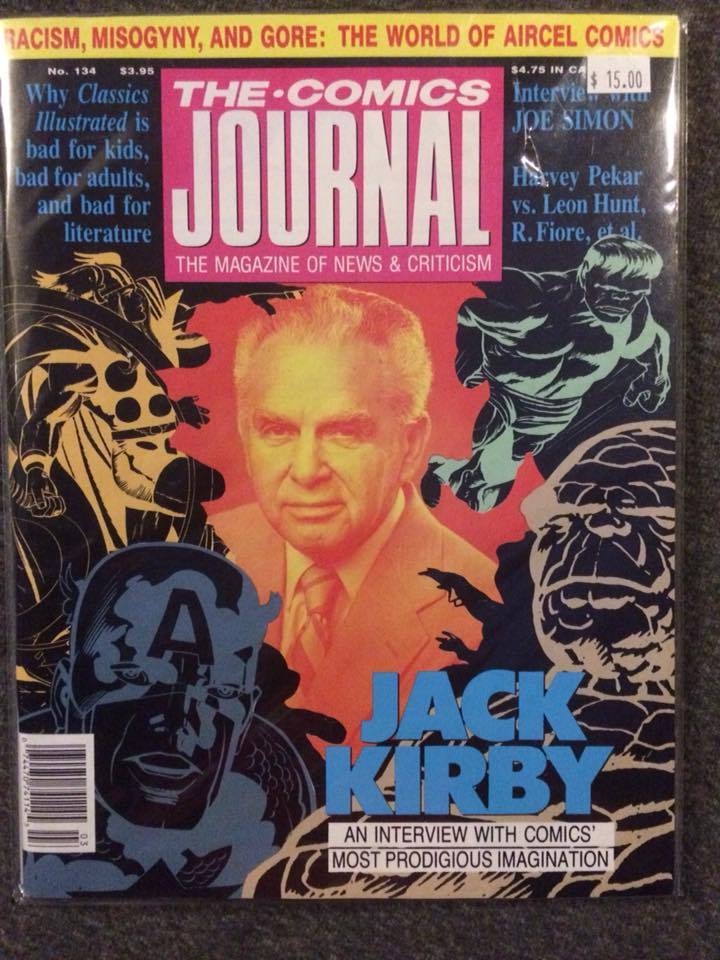 RACISM, MISOGYNY, AND GORE: THE WORLD OF AIRCEL COMICS
No. 134 $3.95
$4.75 IN CA
$ 15.00
Why Classics
Illustrated is
bad for kids,
bad for adults,
and bad for
literature
THE • COMICS
JOURNAL
THE MAGAZINE OF NEWS & CRITICISM
Interview with
JOE SIMON
Harvey Pekar
vs. Leon Hunt,
R. Fiore, et al.
A
JACK
KIRBY
AN INTERVIEW WITH COMICS'
MOST PRODIGIOUS IMAGINATION
03